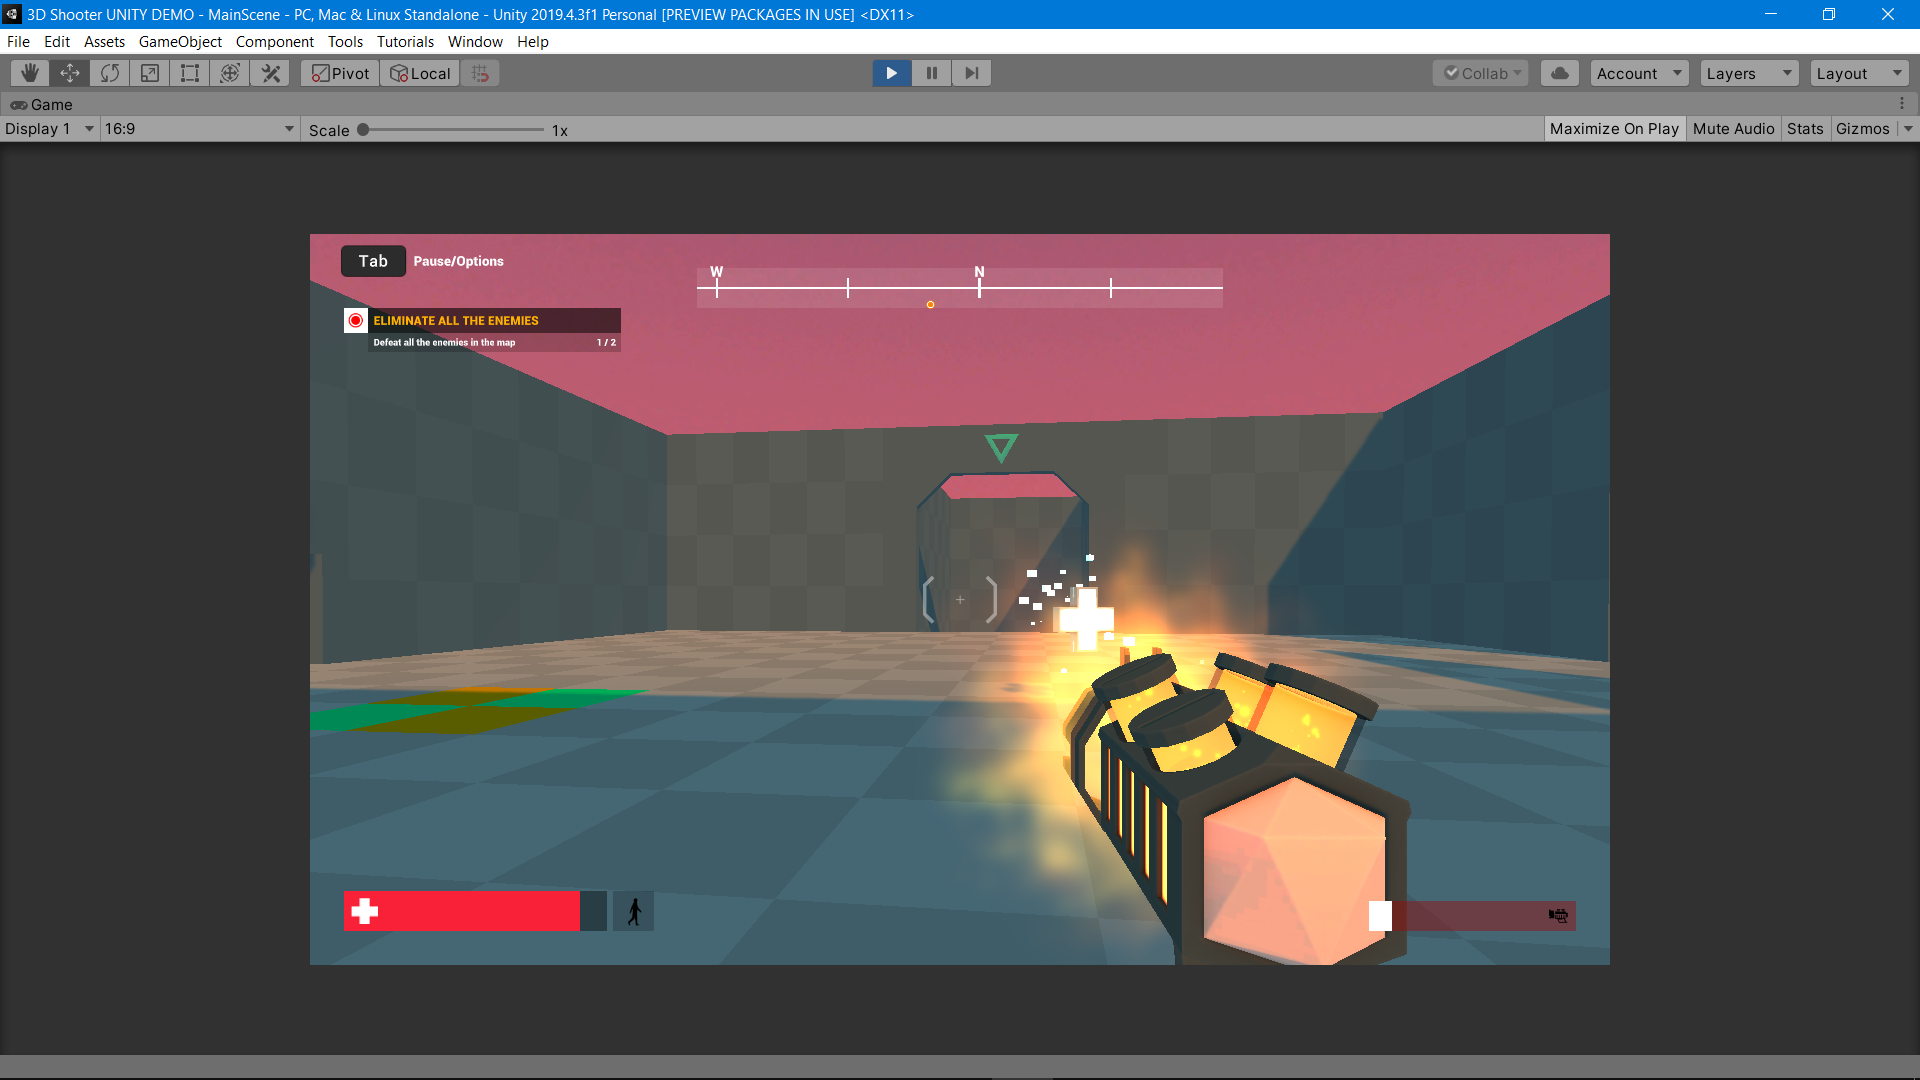 3D Shooter UNITY DEMO - MainScene - PC, Mac & Linux Standalone - Unity 2019.4.3f1 Personal [PREVIEW PACKAGES IN USE] <DX11>
File Edit Assets GameObject Component Tools Tutorials Window Help
Pivot Local Collab Account Layers Layout
Game
Display 1 16:9 Scale 1x Maximize On Play Mute Audio Stats Gizmos
Tab Pause/Options
W N
ELIMINATE ALL THE ENEMIES
Defeat all the enemies in the map 1 / 2